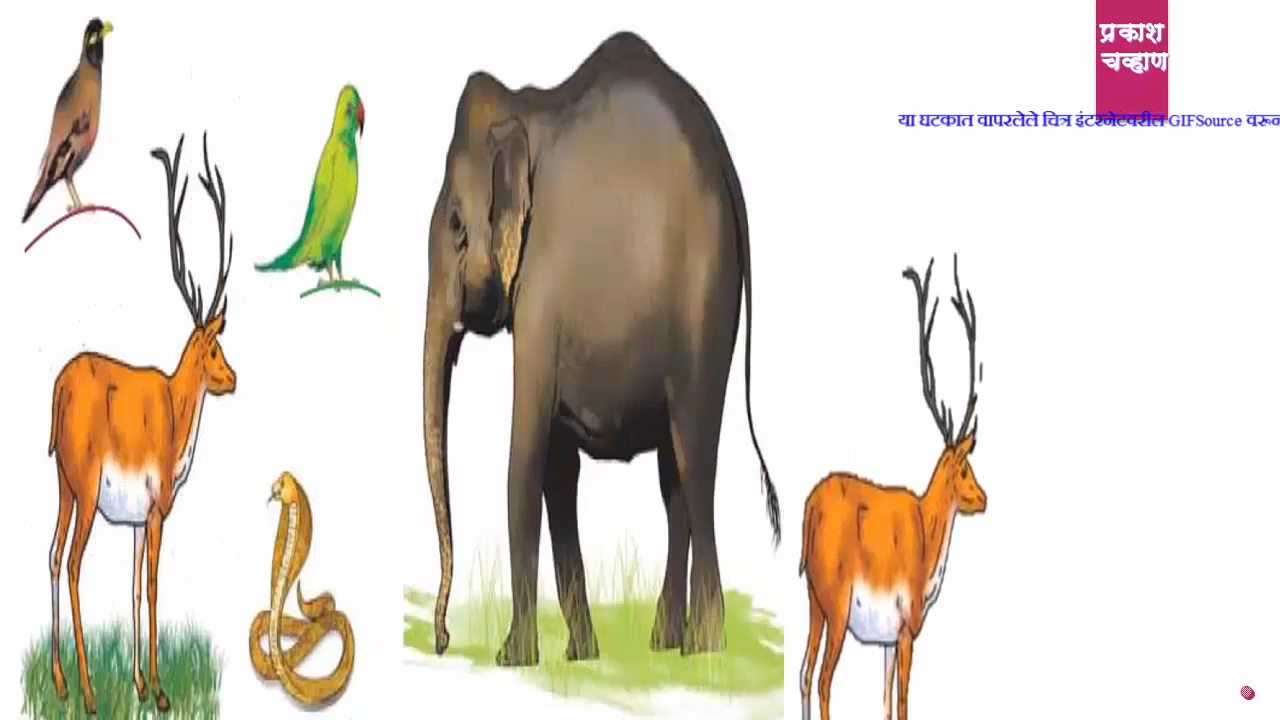 प्रकाश
चव्हाण
या घटकात वापरलेले चित्र इंटरनेटवरील GIFSource वरून